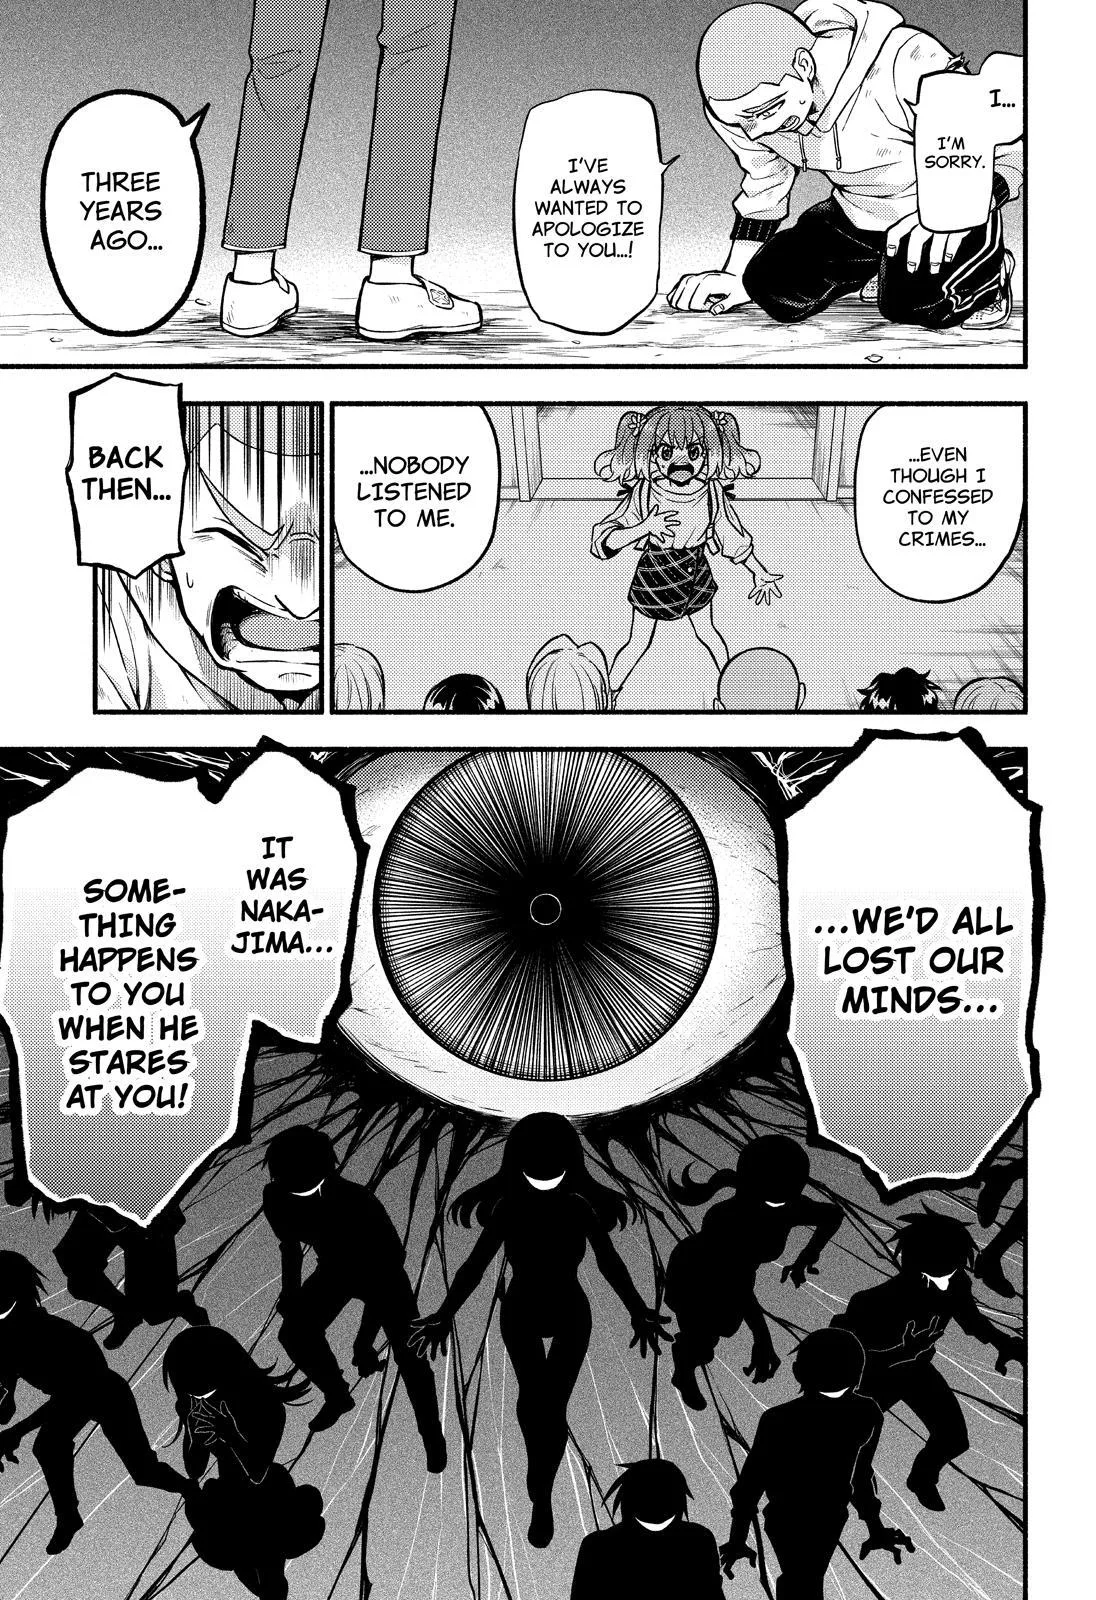 I...
I'M
SORRY.
I'VE
ALWAYS
WANTED TO
APOLOGIZE
TO YOU...!
THREE
YEARS
AGO...
...EVEN
THOUGH I
CONFESSED
TO MY
CRIMES...
...NOBODY
LISTENED
TO ME.
BACK
THEN...
...WE'D ALL
LOST OUR
MINDS...
IT
WAS
NAKA-
JIMA...
SOME-
THING
HAPPENS
TO YOU
WHEN HE
STARES
AT YOU!